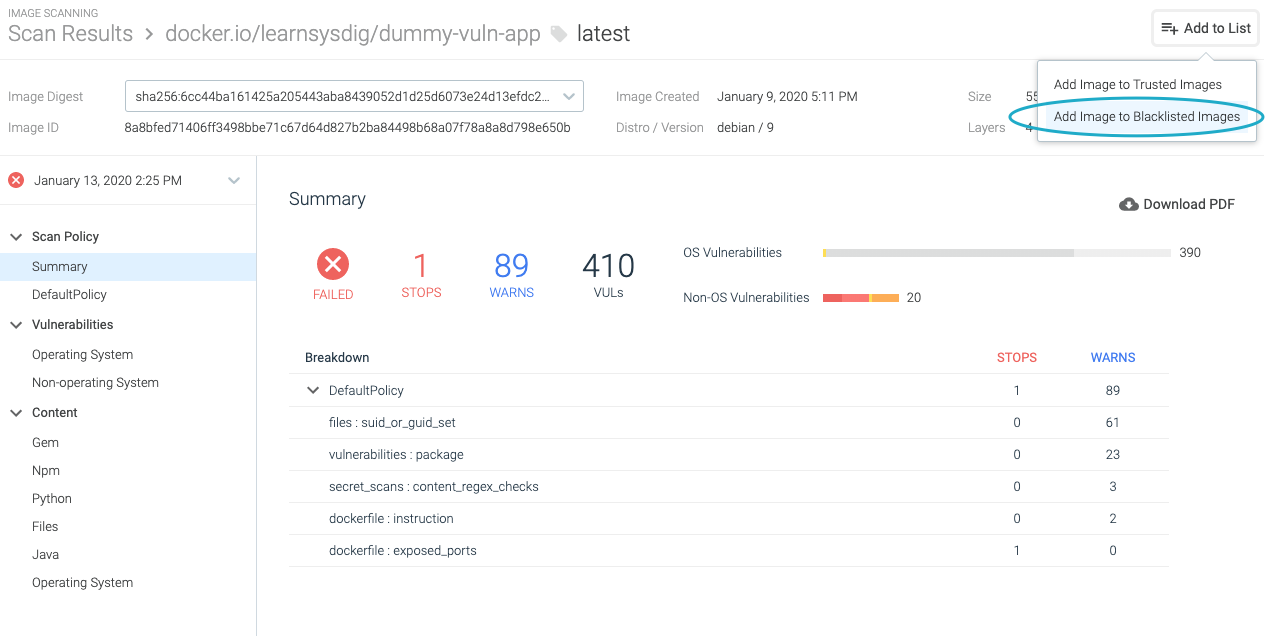 IMAGE SCANNING
Scan Results > docker.io/learnsysdig/dummy-vuln-app latest
Add to List
Add Image to Trusted Images
Add Image to Blacklisted Images
Image Digest sha256:6cc44ba161425a205443aba8439052d1d25d6073e24d13efdc2... Image Created January 9, 2020 5:11 PM Size
Image ID 8a8bfed71406ff3498bbe71c67d64d827b2ba84498b68a07f78a8a8d798e650b Distro / Version debian / 9 Layers 4
January 13, 2020 2:25 PM
Scan Policy
Summary
DefaultPolicy
Vulnerabilities
Operating System
Non-operating System
Content
Gem
Npm
Python
Files
Java
Operating System
Summary
Download PDF
FAILED
1 STOPS
89 WARNS
410 VULs
OS Vulnerabilities 390
Non-OS Vulnerabilities 20
Breakdown STOPS WARNS
DefaultPolicy 1 89
files : suid_or_guid_set 0 61
vulnerabilities : package 0 23
secret_scans : content_regex_checks 0 3
dockerfile : instruction 0 2
dockerfile : exposed_ports 1 0